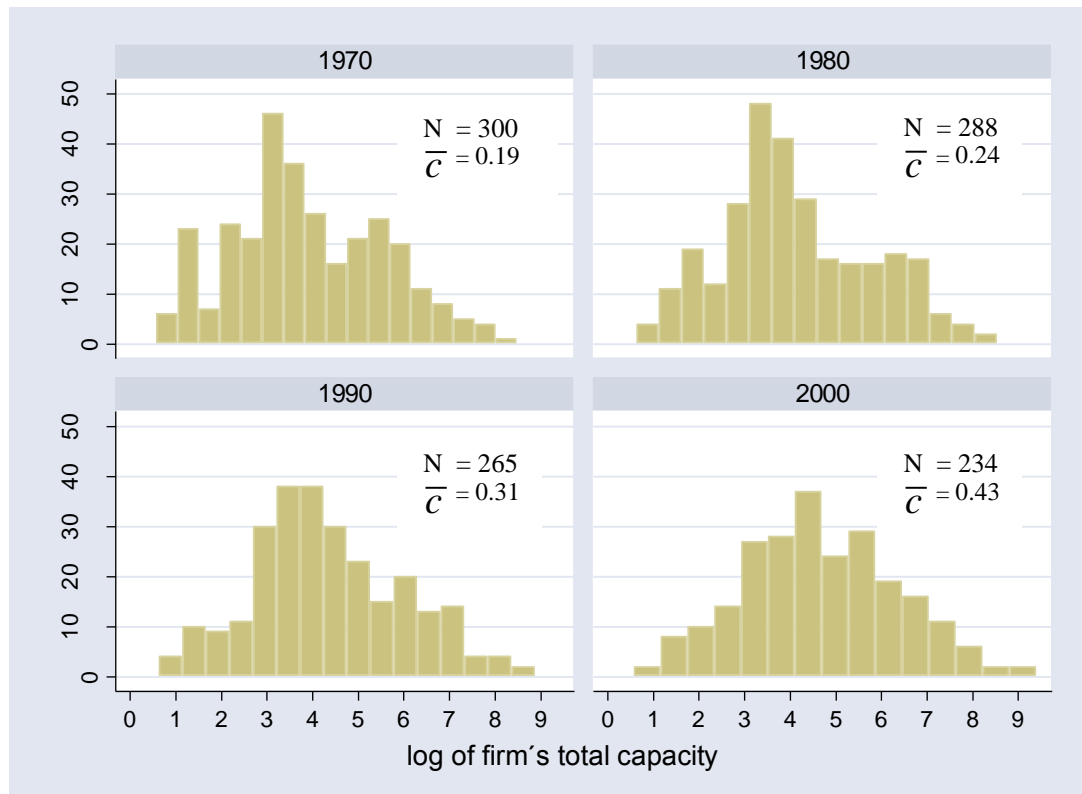 1970
1980
50
40
30
20
10
0
N = 300
c̅ = 0.19
N = 288
c̅ = 0.24
1990
2000
50
40
30
20
10
0
N = 265
c̅ = 0.31
N = 234
c̅ = 0.43
0 1 2 3 4 5 6 7 8 9
0 1 2 3 4 5 6 7 8 9
log of firm´s total capacity